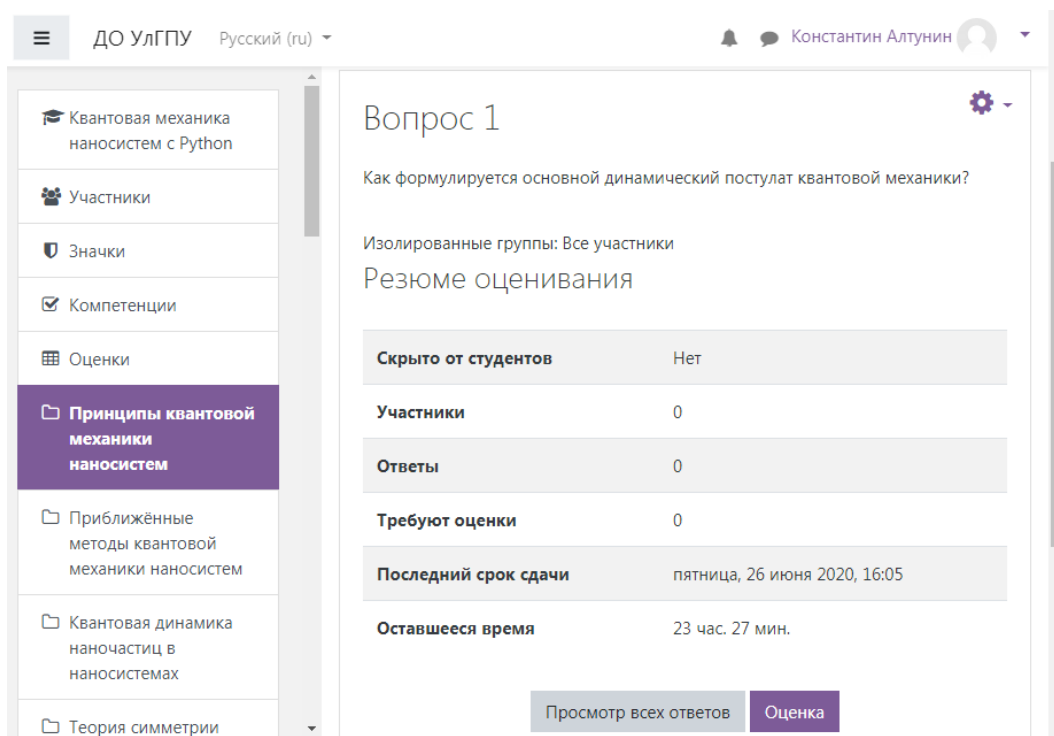 ДО УлГПУ Русский (ru) Константин Алтунин
Квантовая механика
наносистем с Python
Участники
Значки
Компетенции
Оценки
Принципы квантовой
механики
наносистем
Приближённые
методы квантовой
механики наносистем
Квантовая динамика
наночастиц в
наносистемах
Теория симметрии
Вопрос 1
Как формулируется основной динамический постулат квантовой механики?
Изолированные группы: Все участники
Резюме оценивания
Скрыто от студентов Нет
Участники 0
Ответы 0
Требуют оценки 0
Последний срок сдачи пятница, 26 июня 2020, 16:05
Оставшееся время 23 час. 27 мин.
Просмотр всех ответов Оценка